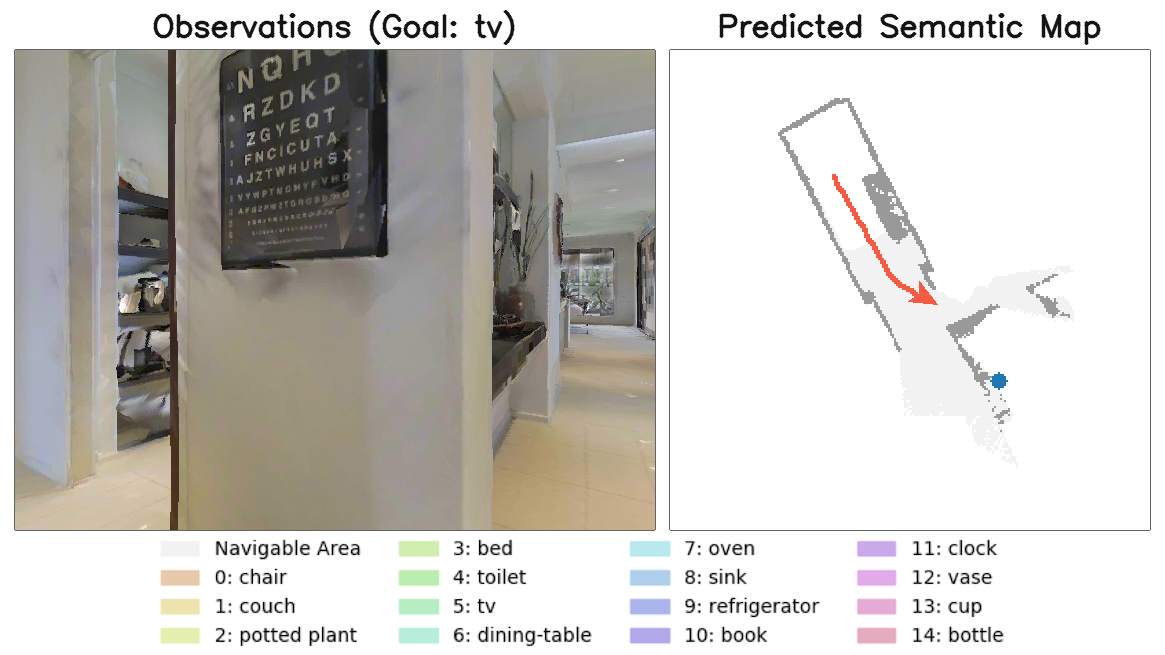 Observations (Goal: tv)
Predicted Semantic Map
NQH
RZDKD
ZGYEQT
FNCICUTA
AJZTWHUHSX
Navigable Area
0: chair
1: couch
2: potted plant
3: bed
4: toilet
5: tv
6: dining-table
7: oven
8: sink
9: refrigerator
10: book
11: clock
12: vase
13: cup
14: bottle